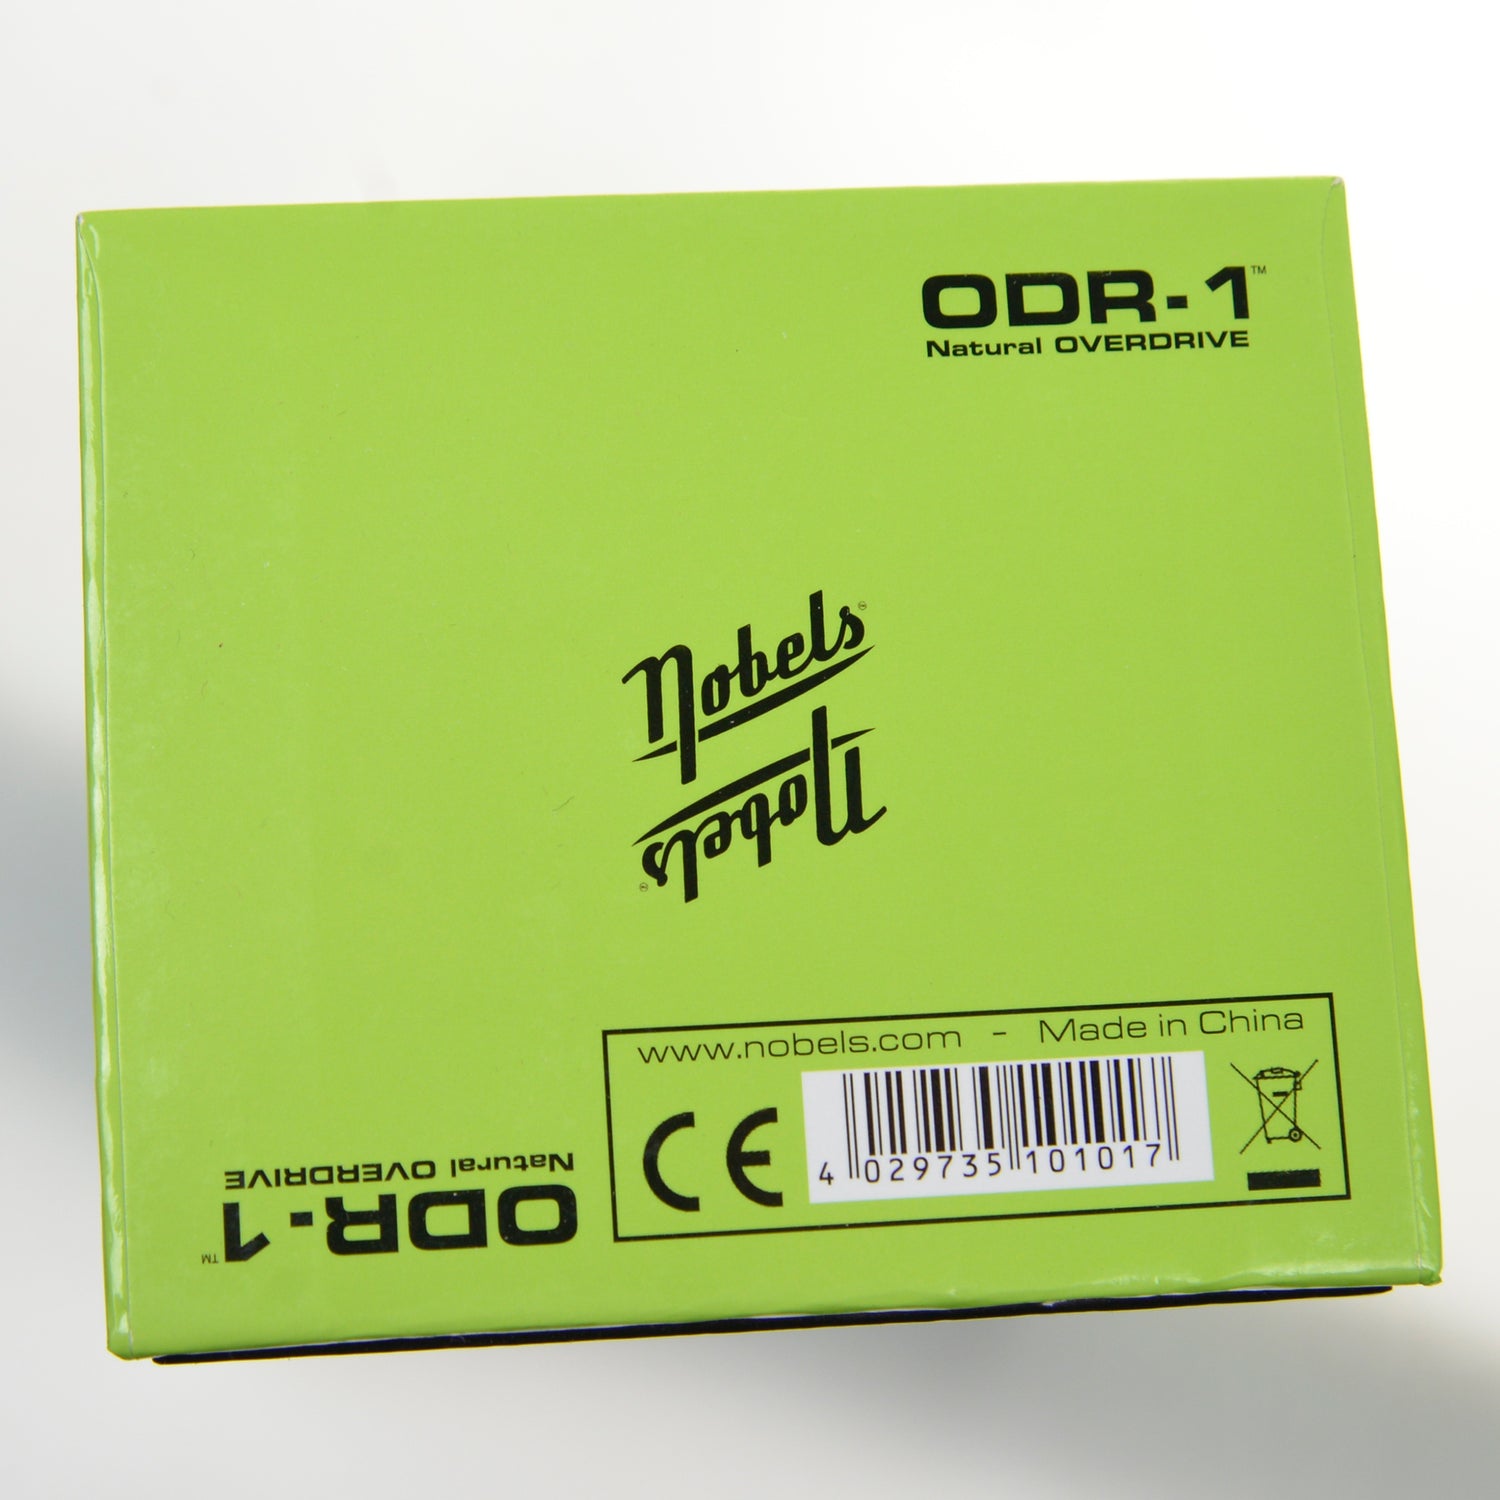 ODR-1™
Natural OVERDRIVE
Nobels
Nobels
www.nobels.com - Made in China
CE
4 029735 101017
Natural OVERDRIVE
ODR-1™